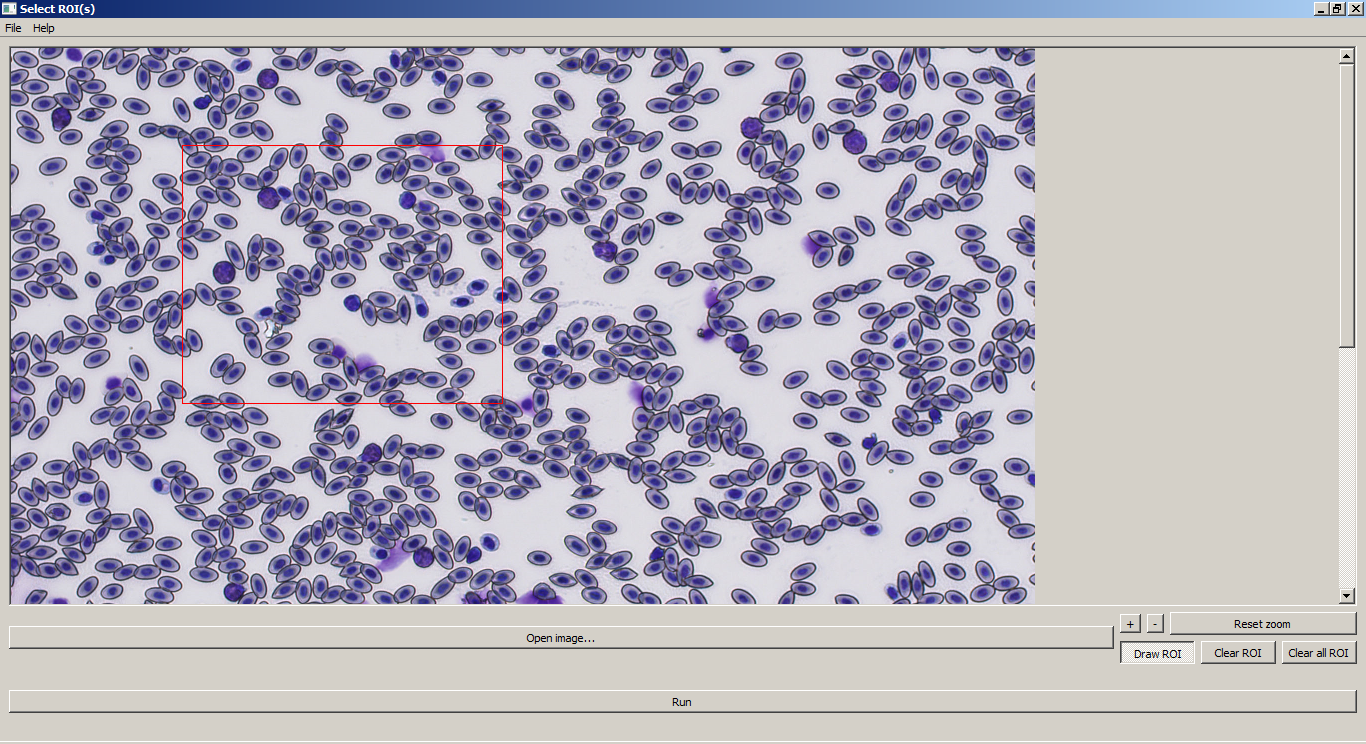 Select ROI(s)
File Help
+ - Reset zoom
Open image...
Draw ROI Clear ROI Clear all ROI
Run